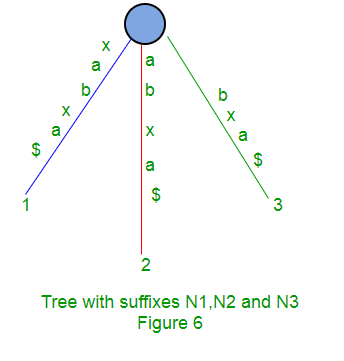 x a b x a $
1
a b x a $
2
b x a $
3
Tree with suffixes N1,N2 and N3
Figure 6